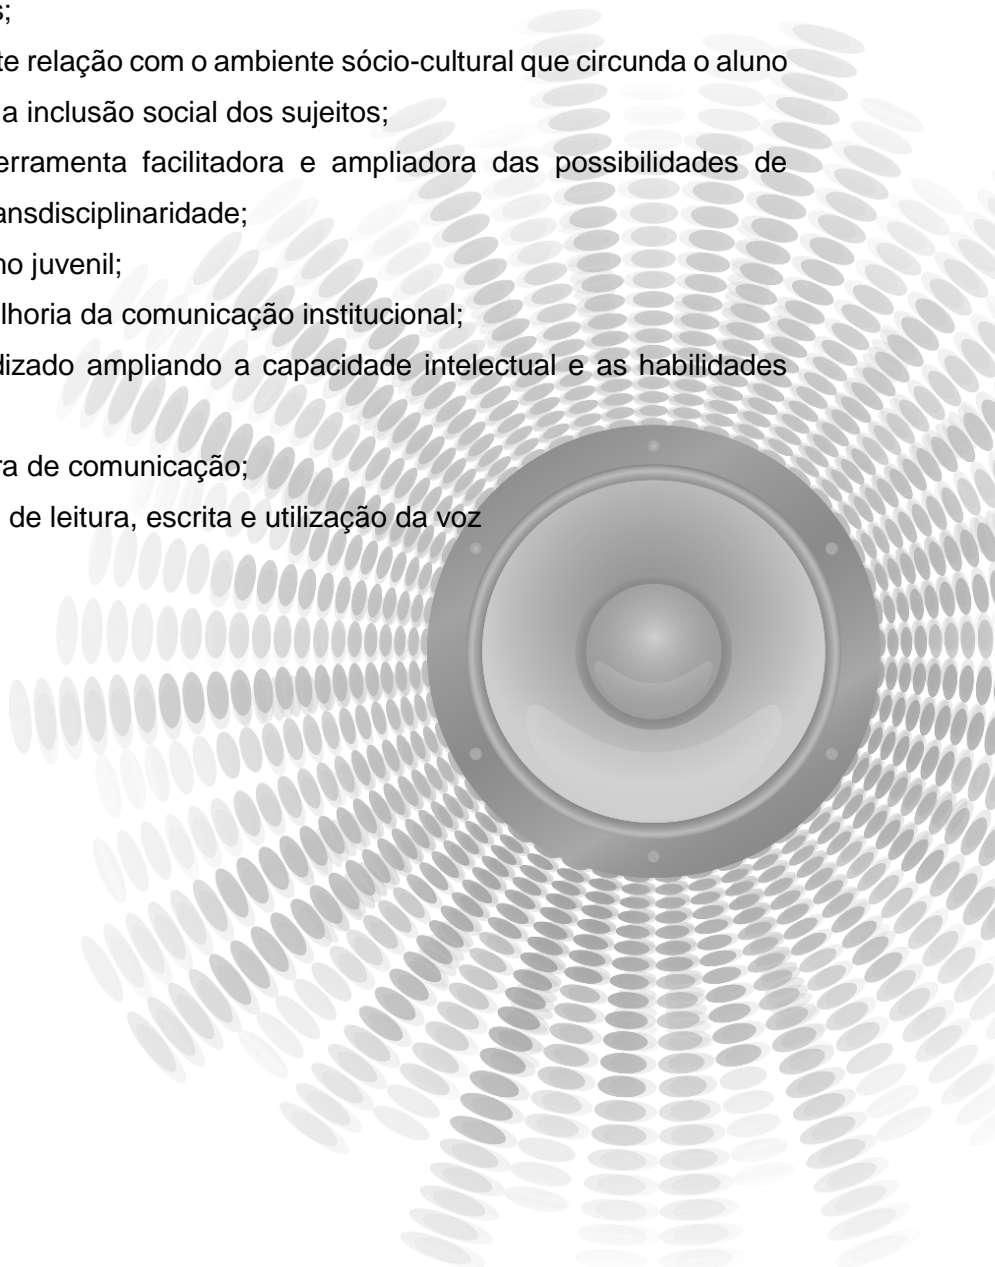 s;
te relação com o ambiente sócio-cultural que circunda o aluno
a inclusão social dos sujeitos;
erramenta facilitadora e ampliadora das possibilidades de
ansdisciplinaridade;
no juvenil;
lhoria da comunicação institucional;
dizado ampliando a capacidade intelectual e as habilidades
ra de comunicação;
de leitura, escrita e utilização da voz